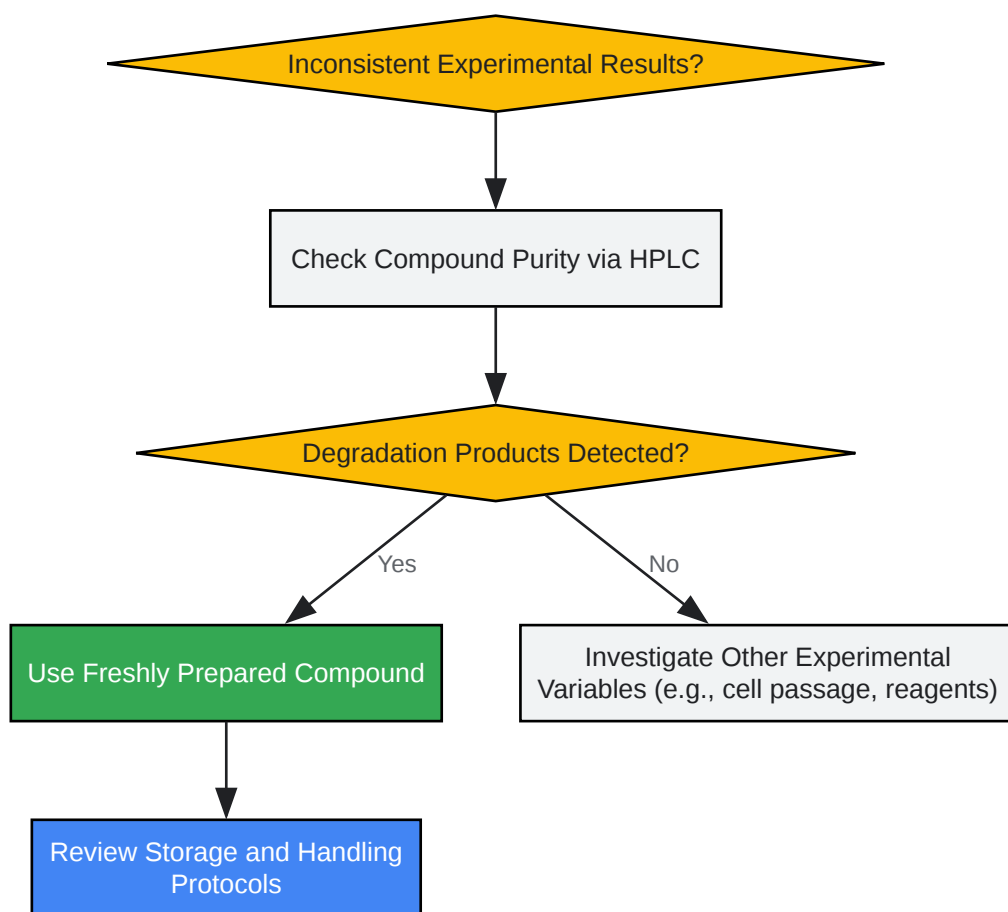 Inconsistent Experimental Results?
Check Compound Purity via HPLC
Degradation Products Detected?
Yes
No
Use Freshly Prepared Compound
Investigate Other Experimental
Variables (e.g., cell passage, reagents)
Review Storage and Handling
Protocols